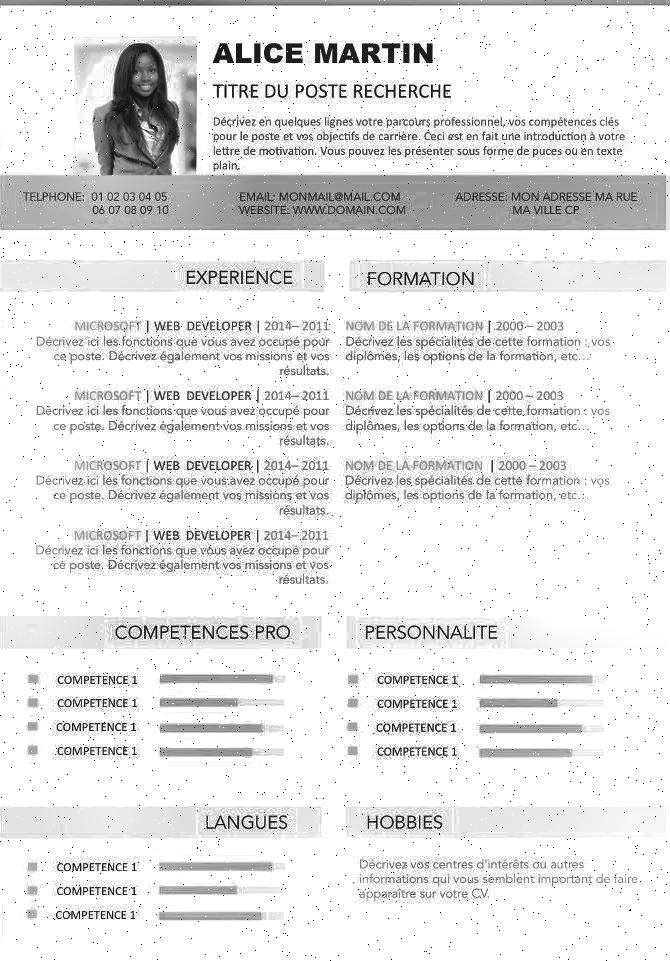 ALICE MARTIN
TITRE DU POSTE RECHERCHE
Décrivez en quelques lignes votre parcours professionnel, vos compétences clés
pour le poste et vos objectifs de carrière. Ceci est en fait une introduction à votre
lettre de motivation. Vous pouvez les présenter sous forme de puces ou en texte
plain.
TELPHONE: 01 02 03 04 05
06 07 08 09 10
EMAIL: MONMAIL@MAIL.COM
WEBSITE: WWW.DOMAIN.COM
ADRESSE: MON ADRESSE MA RUE
MA VILLE CP
EXPERIENCE
MICROSOFT | WEB DEVELOPER | 2014– 2011
Décrivez ici les fonctions que vous avez occupé pour
ce poste. Décrivez également vos missions et vos
résultats.
MICROSOFT | WEB DEVELOPER | 2014– 2011
Décrivez ici les fonctions que vous avez occupé pour
ce poste. Décrivez également vos missions et vos
résultats.
MICROSOFT | WEB DEVELOPER | 2014– 2011
Décrivez ici les fonctions que vous avez occupé pour
ce poste. Décrivez également vos missions et vos
résultats.
MICROSOFT | WEB DEVELOPER | 2014– 2011
Décrivez ici les fonctions que vous avez occupé pour
ce poste. Décrivez également vos missions et vos
résultats.
FORMATION
NOM DE LA FORMATION | 2000 – 2003
Décrivez les spécialités de cette formation : vos
diplômes, les options de la formation, etc...
NOM DE LA FORMATION | 2000 – 2003
Décrivez les spécialités de cette formation : vos
diplômes, les options de la formation, etc...
NOM DE LA FORMATION | 2000 – 2003
Décrivez les spécialités de cette formation : vos
diplômes, les options de la formation, etc...
COMPETENCES PRO
COMPETENCE 1
COMPETENCE 1
COMPETENCE 1
COMPETENCE 1
PERSONNALITE
COMPETENCE 1
COMPETENCE 1
COMPETENCE 1
COMPETENCE 1
LANGUES
COMPETENCE 1
COMPETENCE 1
COMPETENCE 1
HOBBIES
Décrivez vos centres d'intérêts ou autres
informations qui vous semblent important de faire
apparaître sur votre CV.